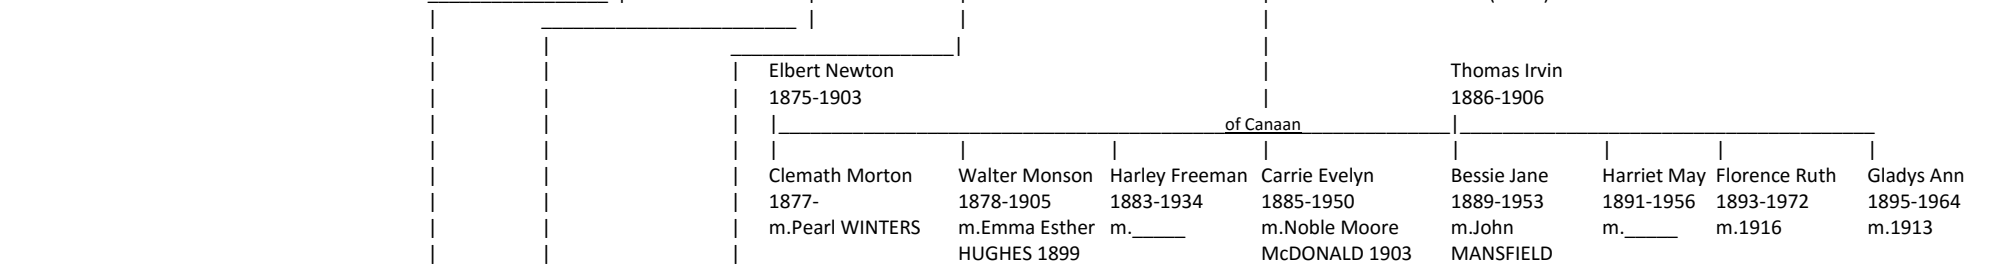 Elbert Newton Thomas Irvin
1875-1903 1886-1906
of Canaan
Clemath Morton Walter Monson Harley Freeman Carrie Evelyn Bessie Jane Harriet May Florence Ruth Gladys Ann
1877- 1878-1905 1883-1934 1885-1950 1889-1953 1891-1956 1893-1972 1895-1964
m.Pearl WINTERS m.Emma Esther m._____ m.Noble Moore m.John m._____ m.1916 m.1913
HUGHES 1899 McDONALD 1903 MANSFIELD